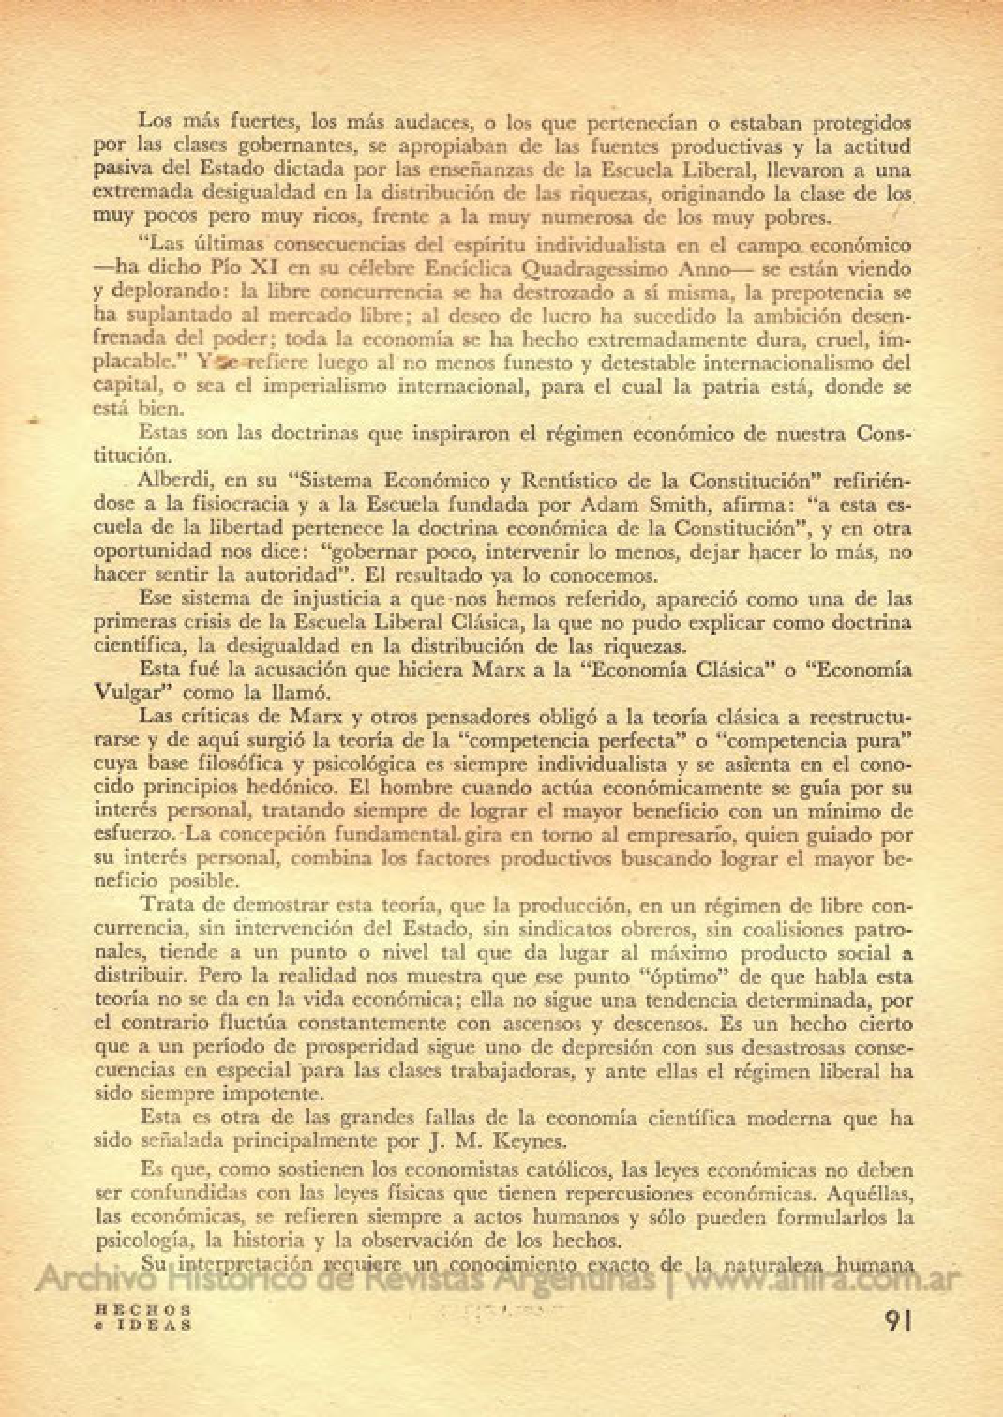 Los más fuertes, los más audaces, o los que pertenecían o estaban protegidos
por las clases gobernantes, se apropiaban de las fuentes productivas y la actitud
pasiva del Estado dictada por las enseñanzas de la Escuela Liberal, llevaron a una
extremada desigualdad en la distribución de las riquezas, originando la clase de los
muy pocos pero muy ricos, frente a la muy numerosa de los muy pobres.
“Las últimas consecuencias del espíritu individualista en el campo económico
—ha dicho Pío XI en su célebre Encíclica Quadragessimo Anno— se están viendo
y deplorando: la libre concurrencia se ha destrozado a sí misma, la prepotencia se
ha suplantado al mercado libre; al deseo de lucro ha sucedido la ambición desen-
frenada del poder; toda la economía se ha hecho extremadamente dura, cruel, im-
placable.” Y se refiere luego al no menos funesto y detestable internacionalismo del
capital, o sea el imperialismo internacional, para el cual la patria está, donde se
está bien.
Estas son las doctrinas que inspiraron el régimen económico de nuestra Cons-
titución.
Alberdi, en su “Sistema Económico y Rentístico de la Constitución” refirién-
dose a la fisiocracia y a la Escuela fundada por Adam Smith, afirma: “a esta es-
cuela de la libertad pertenece la doctrina económica de la Constitución”, y en otra
oportunidad nos dice: “gobernar poco, intervenir lo menos, dejar hacer lo más, no
hacer sentir la autoridad”. El resultado ya lo conocemos.
Ese sistema de injusticia a que nos hemos referido, apareció como una de las
primeras crisis de la Escuela Liberal Clásica, la que no pudo explicar como doctrina
científica, la desigualdad en la distribución de las riquezas.
Esta fué la acusación que hiciera Marx a la “Economía Clásica” o “Economía
Vulgar” como la llamó.
Las críticas de Marx y otros pensadores obligó a la teoría clásica a reestructu-
rarse y de aquí surgió la teoría de la “competencia perfecta” o “competencia pura”
cuya base filosófica y psicológica es siempre individualista y se asienta en el cono-
cido principios hedónico. El hombre cuando actúa económicamente se guía por su
interés personal, tratando siempre de lograr el mayor beneficio con un mínimo de
esfuerzo. La concepción fundamental gira en torno al empresario, quien guiado por
su interés personal, combina los factores productivos buscando lograr el mayor be-
neficio posible.
Trata de demostrar esta teoría, que la producción, en un régimen de libre con-
currencia, sin intervención del Estado, sin sindicatos obreros, sin coalisiones patro-
nales, tiende a un punto o nivel tal que da lugar al máximo producto social a
distribuir. Pero la realidad nos muestra que ese punto “óptimo” de que habla esta
teoría no se da en la vida económica; ella no sigue una tendencia determinada, por
el contrario fluctúa constantemente con ascensos y descensos. Es un hecho cierto
que a un período de prosperidad sigue uno de depresión con sus desastrosas conse-
cuencias en especial para las clases trabajadoras, y ante ellas el régimen liberal ha
sido siempre impotente.
Esta es otra de las grandes fallas de la economía científica moderna que ha
sido señalada principalmente por J. M. Keynes.
Es que, como sostienen los economistas católicos, las leyes económicas no deben
ser confundidas con las leyes físicas que tienen repercusiones económicas. Aquéllas,
las económicas, se refieren siempre a actos humanos y sólo pueden formularlos la
psicología, la historia y la observación de los hechos.
Su interpretación requiere un conocimiento exacto de la naturaleza humana
Archivo Histórico de Revistas Argentinas | www.ahira.com.ar
HECHOS
e IDEAS
91